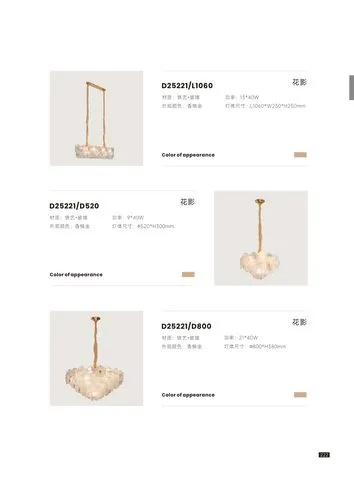 D25221/L1060
花影
材质：铁艺+玻璃
功率：15*40W
外观颜色：香槟金
灯体尺寸：L1060*W250*H250mm
Color of appearance
D25221/D520
花影
材质：铁艺+玻璃
功率：9*40W
外观颜色：香槟金
灯体尺寸：Φ520*H300mm
Color of appearance
D25221/D800
花影
材质：铁艺+玻璃
功率：21*40W
外观颜色：香槟金
灯体尺寸：Φ800*H380mm
Color of appearance
222